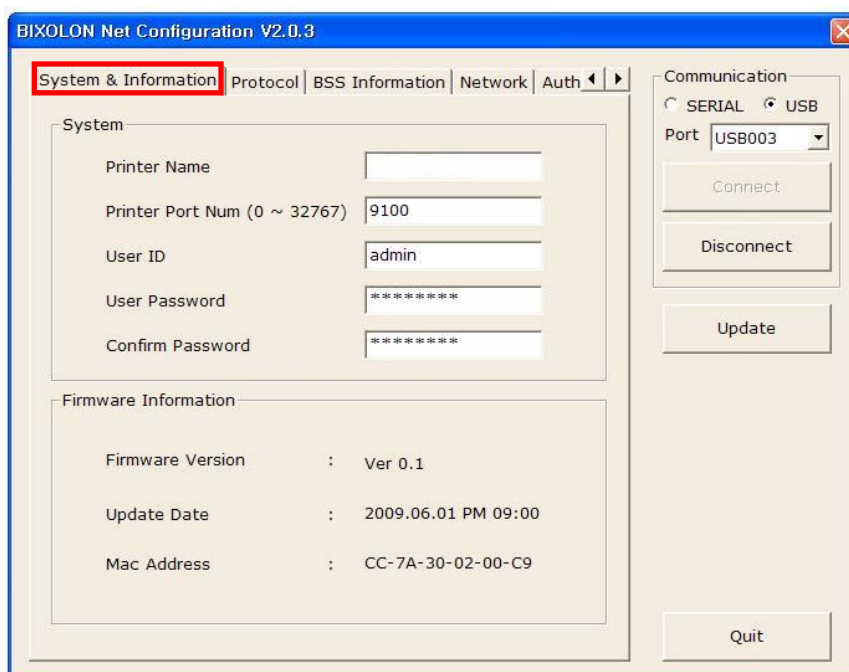 BIXOLON Net Configuration V2.0.3
System & Information Protocol BSS Information Network Auth
System
Printer Name
Printer Port Num (0 ~ 32767) 9100
User ID admin
User Password ********
Confirm Password ********
Firmware Information
Firmware Version : Ver 0.1
Update Date : 2009.06.01 PM 09:00
Mac Address : CC-7A-30-02-00-C9
Communication
SERIAL USB
Port USB003
Connect
Disconnect
Update
Quit